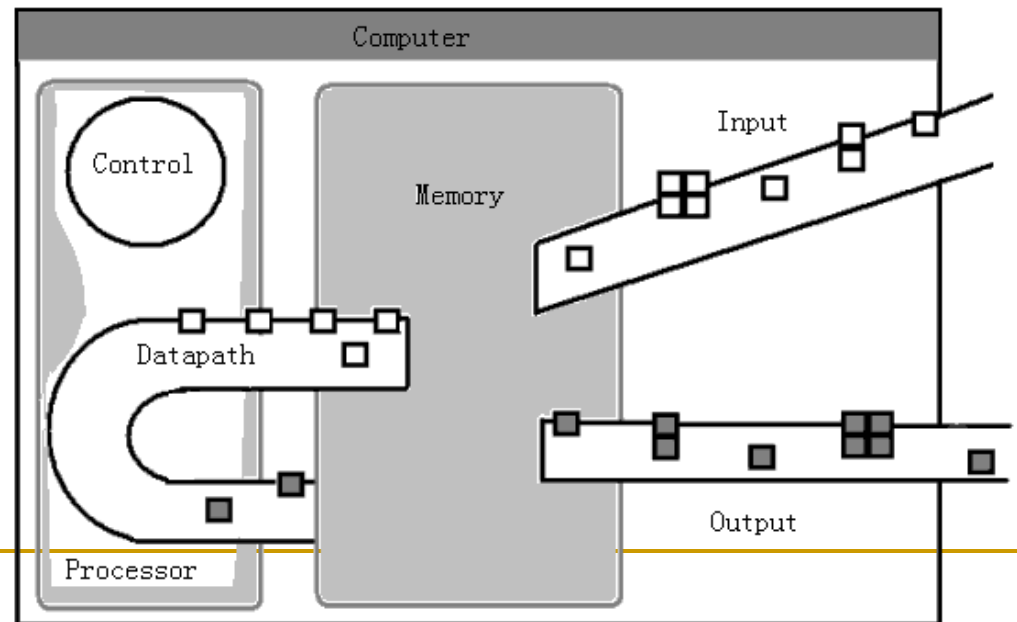 Computer
Control
Input
Memory
Datapath
Output
Processor